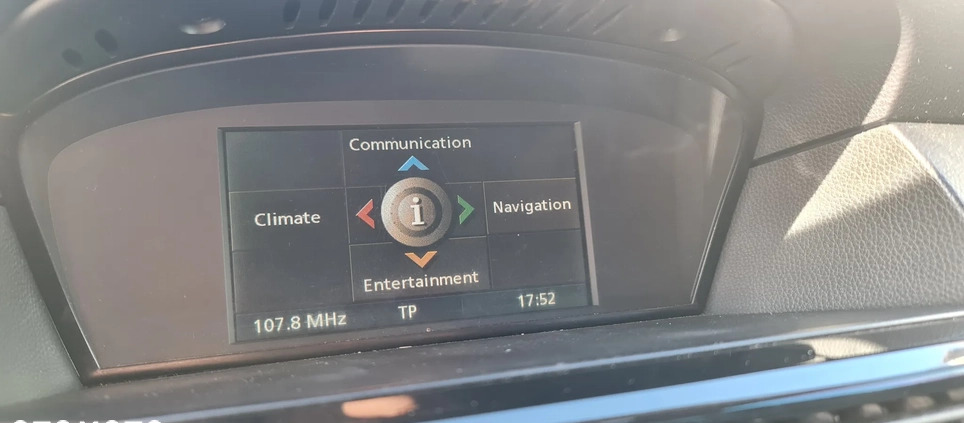 Communication
Climate
i
Navigation
Entertainment
107.8 MHz
TP
17:52